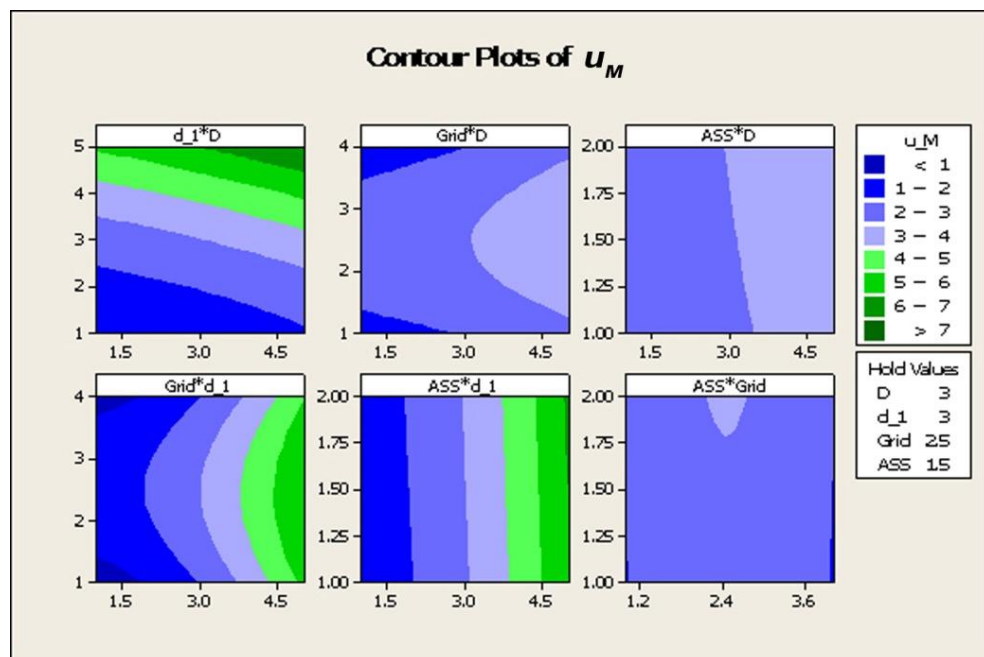 Contour Plots of u_M
d_1*D
Grid*D
ASS*D
5
4
3
2
1
1.5 3.0 4.5
4
3
2
1
1.5 3.0 4.5
2.00
1.75
1.50
1.25
1.00
1.5 3.0 4.5
Grid*d_1
ASS*d_1
ASS*Grid
4
3
2
1
1.5 3.0 4.5
2.00
1.75
1.50
1.25
1.00
1.5 3.0 4.5
2.00
1.75
1.50
1.25
1.00
1.2 2.4 3.6
u_M
< 1
1 – 2
2 – 3
3 – 4
4 – 5
5 – 6
6 – 7
> 7
Hold Values
D 3
d_1 3
Grid 2.5
ASS 1.5